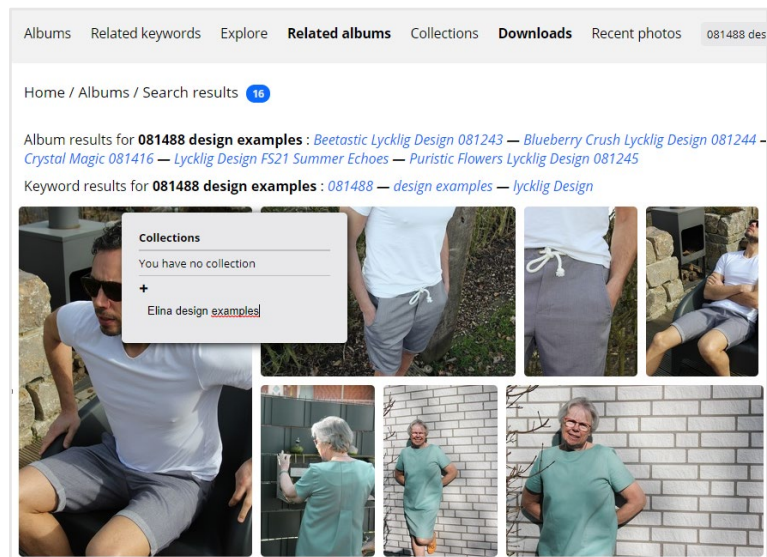 Albums Related keywords Explore Related albums Collections Downloads Recent photos 081488 des
Home / Albums / Search results 16
Album results for 081488 design examples : Beetastic Lycklig Design 081243 — Blueberry Crush Lycklig Design 081244 —
Crystal Magic 081416 — Lycklig Design FS21 Summer Echoes — Puristic Flowers Lycklig Design 081245
Keyword results for 081488 design examples : 081488 — design examples — lycklig Design
Collections
You have no collection
+
Elina design examples